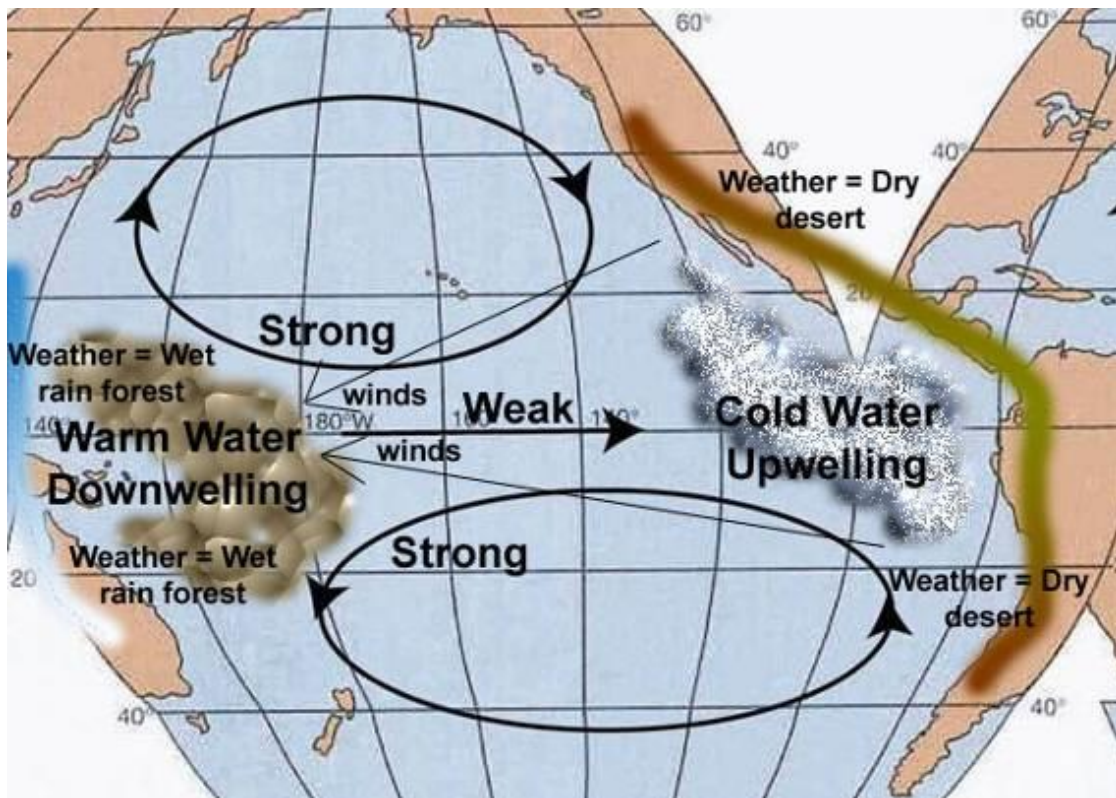 60°
60°
40°
40°
Weather = Dry
desert
20
Strong
Weather = Wet
rain forest
winds
180°W
Weak
140
160
Cold Water
Upwelling
Warm Water
Downwelling
winds
Strong
Weather = Wet
rain forest
20
Weather = Dry
desert
40°
40°